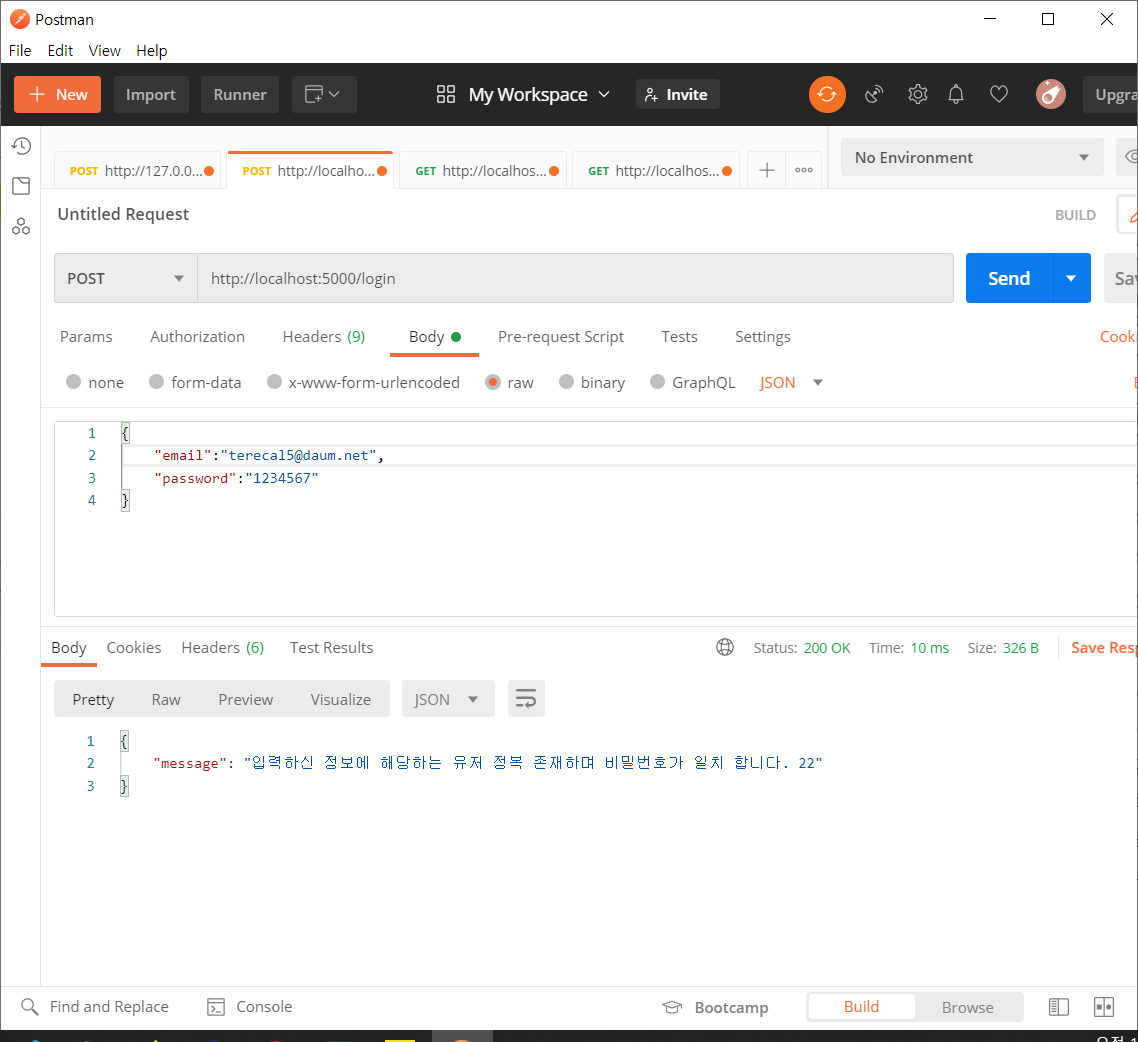 Postman
File Edit View Help
New Import Runner My Workspace Invite Upgra
POST http://127.0.0... POST http://localho... GET http://localhos... GET http://localhos... No Environment
Untitled Request BUILD
POST http://localhost:5000/login Send Sav
Params Authorization Headers (9) Body Pre-request Script Tests Settings Cooki
none form-data x-www-form-urlencoded raw binary GraphQL JSON
1 {
2 "email":"terecal5@daum.net",
3 "password":"1234567"
4 }
Body Cookies Headers (6) Test Results Status: 200 OK Time: 10 ms Size: 326 B Save Resp
Pretty Raw Preview Visualize JSON
1 {
2 "message": "입력하신 정보에 해당하는 유저 정복 존재하며 비밀번호가 일치 합니다. 22"
3 }
Find and Replace Console Bootcamp Build Browse